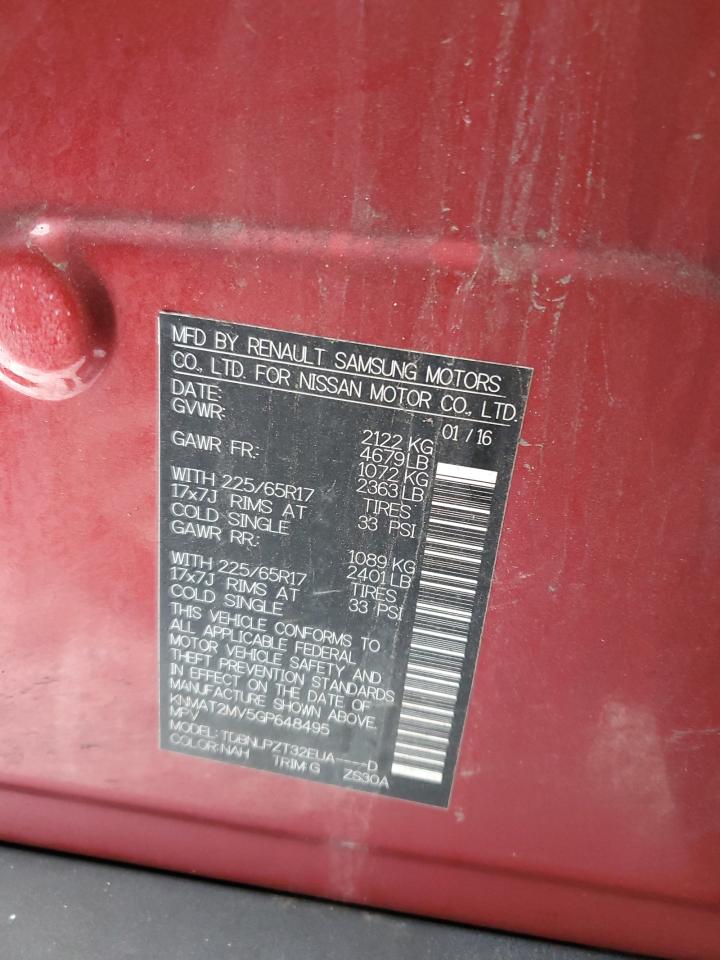 MFD BY RENAULT SAMSUNG MOTORS
CO., LTD. FOR NISSAN MOTOR CO., LTD.
DATE: 01 / 16
GVWR: 2122 KG
4679 LB
GAWR FR: 1072 KG
2363 LB
WITH 225/65R17 TIRES
17x7J RIMS AT 33 PSI
COLD SINGLE
GAWR RR: 1089 KG
2401 LB
WITH 225/65R17 TIRES
17x7J RIMS AT 33 PSI
COLD SINGLE
THIS VEHICLE CONFORMS TO
ALL APPLICABLE FEDERAL
MOTOR VEHICLE SAFETY AND
THEFT PREVENTION STANDARDS
IN EFFECT ON THE DATE OF
MANUFACTURE SHOWN ABOVE.
KNMAT2MV5GP648495
MPV
MODEL: TDBNLPZT32EUA----D
COLOR: NAH TRIM: G ZS30A